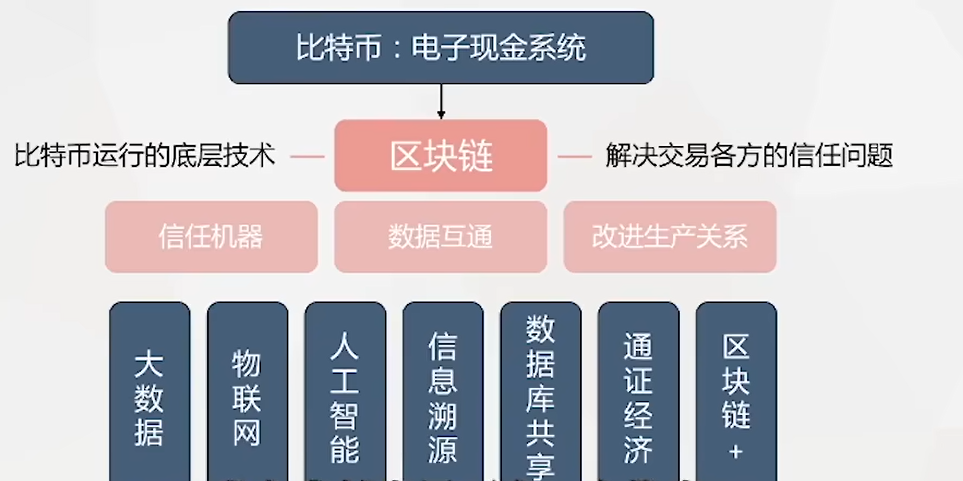 比特币：电子现金系统
比特币运行的底层技术
区块链
解决交易各方的信任问题
信任机器
数据互通
改进生产关系
大数据
物联网
人工智能
信息溯源
数据库共享
通证经济
区块链+